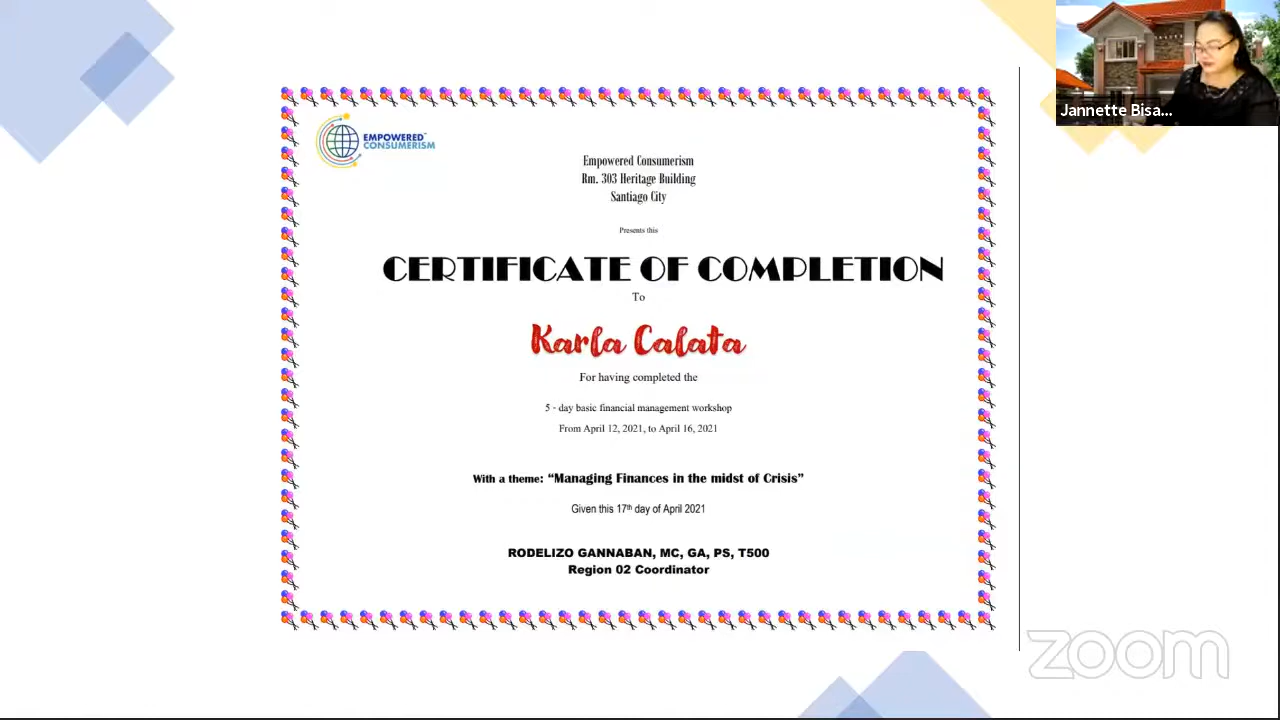 Jannette Bisa...
EMPOWERED
CONSUMERISM
Empowered Consumerism
Rm. 303 Heritage Building
Santiago City
Presents this
CERTIFICATE OF COMPLETION
To
Karla Calata
For having completed the
5 - day basic financial management workshop
From April 12, 2021, to April 16, 2021
With a theme: “Managing Finances in the midst of Crisis”
Given this 17th day of April 2021
RODELIZO GANNABAN, MC, GA, PS, T500
Region 02 Coordinator
zoom